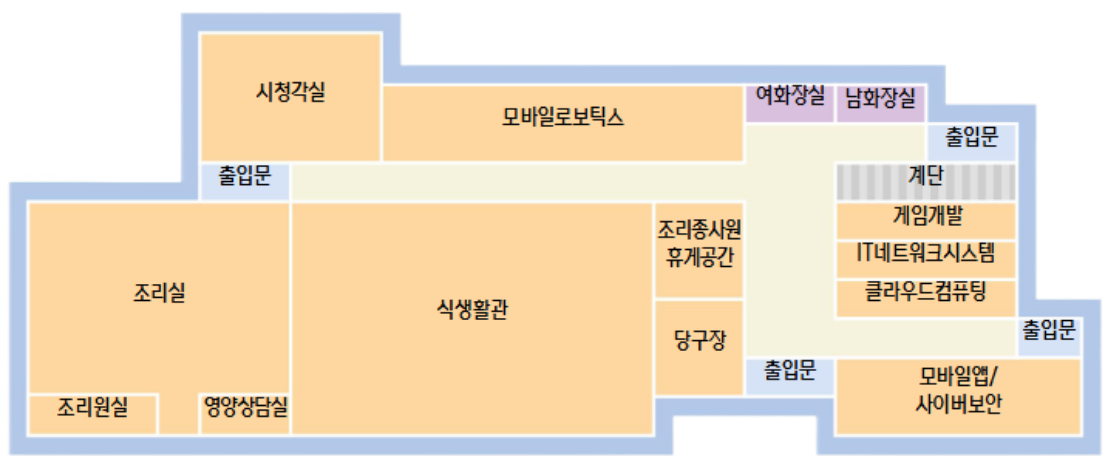 시청각실
모바일로보틱스
여화장실
남화장실
출입문
출입문
계단
조리실
식생활관
조리종사원
휴게공간
게임개발
IT네트워크시스템
클라우드컴퓨팅
당구장
출입문
출입문
모바일앱/
사이버보안
조리원실
영양상담실